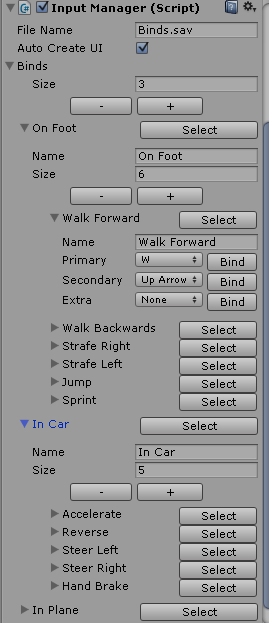 Input Manager (Script)
File Name Binds.sav
Auto Create UI
Binds
Size 3
- +
On Foot Select
Name On Foot
Size 6
- +
Walk Forward Select
Name Walk Forward
Primary W Bind
Secondary Up Arrow Bind
Extra None Bind
Walk Backwards Select
Strafe Right Select
Strafe Left Select
Jump Select
Sprint Select
In Car Select
Name In Car
Size 5
- +
Accelerate Select
Reverse Select
Steer Left Select
Steer Right Select
Hand Brake Select
In Plane Select